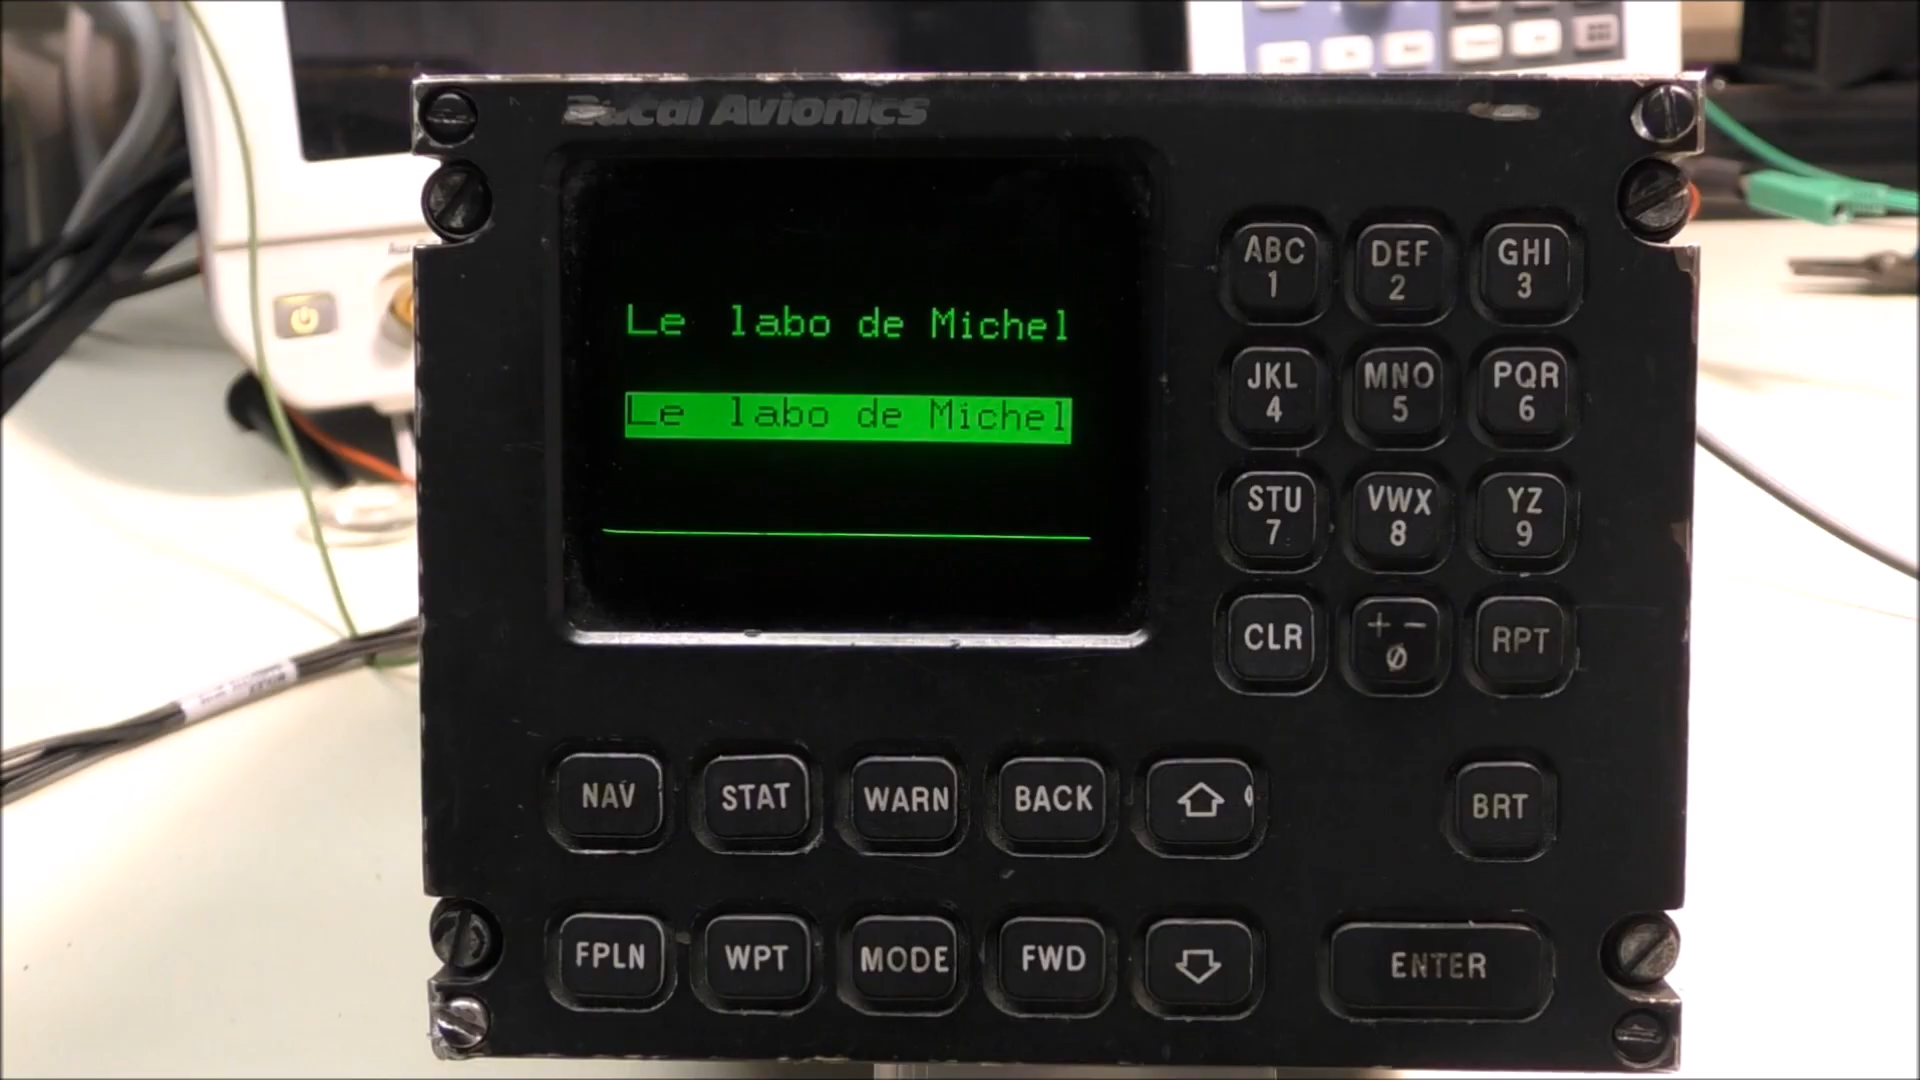 Racal Avionics
Le labo de Michel
Le labo de Michel
ABC 1
DEF 2
GHI 3
JKL 4
MNO 5
PQR 6
STU 7
VWX 8
YZ 9
CLR
+ - 0
RPT
NAV
STAT
WARN
BACK
BRT
FPLN
WPT
MODE
FWD
ENTER